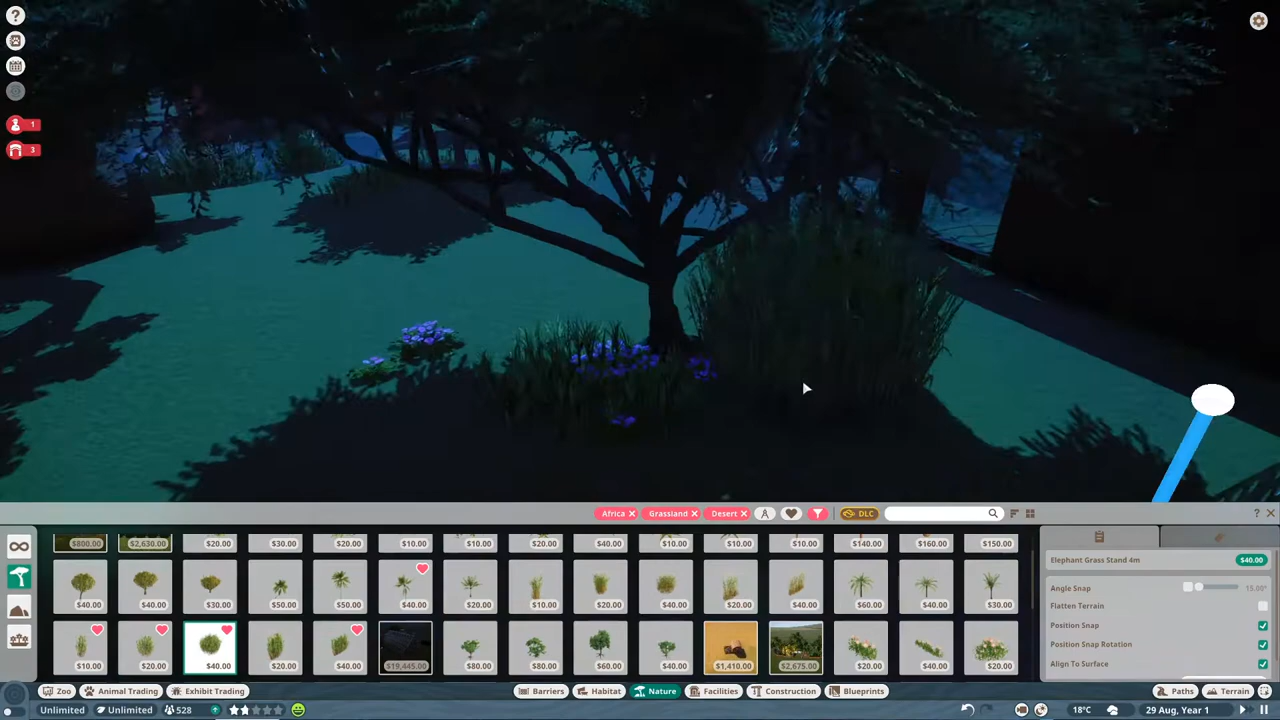 ?
1
3
Africa ✕ Grassland ✕ Desert ✕ DLC ? ✕
$800.00 $2,630.00 $20.00 $30.00 $20.00 $10.00 $10.00 $20.00 $40.00 $10.00 $10.00 $10.00 $140.00 $160.00 $150.00
Elephant Grass Stand 4m $40.00
Angle Snap 15.00°
$40.00 $40.00 $30.00 $50.00 $50.00 $40.00 $20.00 $10.00 $20.00 $40.00 $20.00 $40.00 $60.00 $40.00 $30.00
Flatten Terrain
Position Snap
Position Snap Rotation
$10.00 $20.00 $40.00 $20.00 $40.00 $19,445.00 $80.00 $80.00 $60.00 $40.00 $1,410.00 $2,675.00 $20.00 $40.00 $20.00
Align To Surface
Zoo Animal Trading Exhibit Trading Barriers Habitat Nature Facilities Construction Blueprints Paths Terrain
Unlimited Unlimited 528 18°C 29 Aug, Year 1